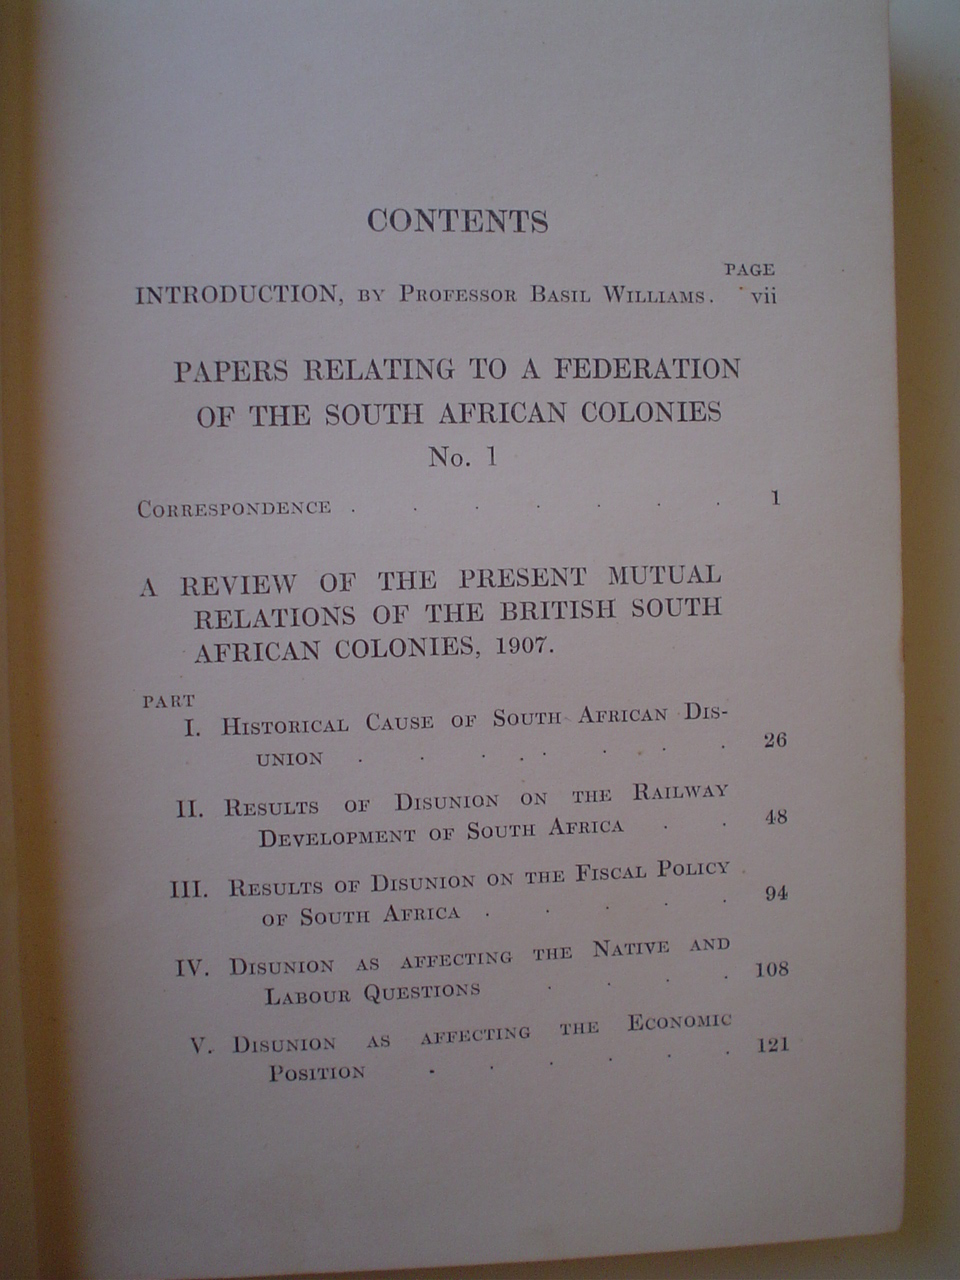 CONTENTS
PAGE
INTRODUCTION, BY PROFESSOR BASIL WILLIAMS. vii
PAPERS RELATING TO A FEDERATION
OF THE SOUTH AFRICAN COLONIES
No. 1
CORRESPONDENCE . . . . . . . 1
A REVIEW OF THE PRESENT MUTUAL
RELATIONS OF THE BRITISH SOUTH
AFRICAN COLONIES, 1907.
PART
I. HISTORICAL CAUSE OF SOUTH AFRICAN DIS-
UNION . . . . . . . . 26
II. RESULTS OF DISUNION ON THE RAILWAY
DEVELOPMENT OF SOUTH AFRICA . . 48
III. RESULTS OF DISUNION ON THE FISCAL POLICY
OF SOUTH AFRICA . . . . . 94
IV. DISUNION AS AFFECTING THE NATIVE AND
LABOUR QUESTIONS . . . . 108
V. DISUNION AS AFFECTING THE ECONOMIC
POSITION . . . . . . 121